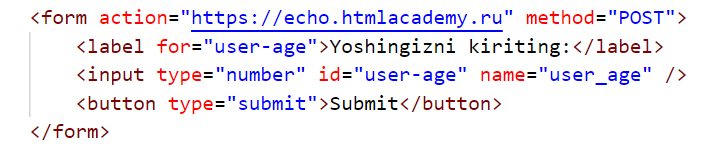 <form action="https://echo.htmlacademy.ru" method="POST">
<label for="user-age">Yoshingizni kiriting:</label>
<input type="number" id="user-age" name="user_age" />
<button type="submit">Submit</button>
</form>